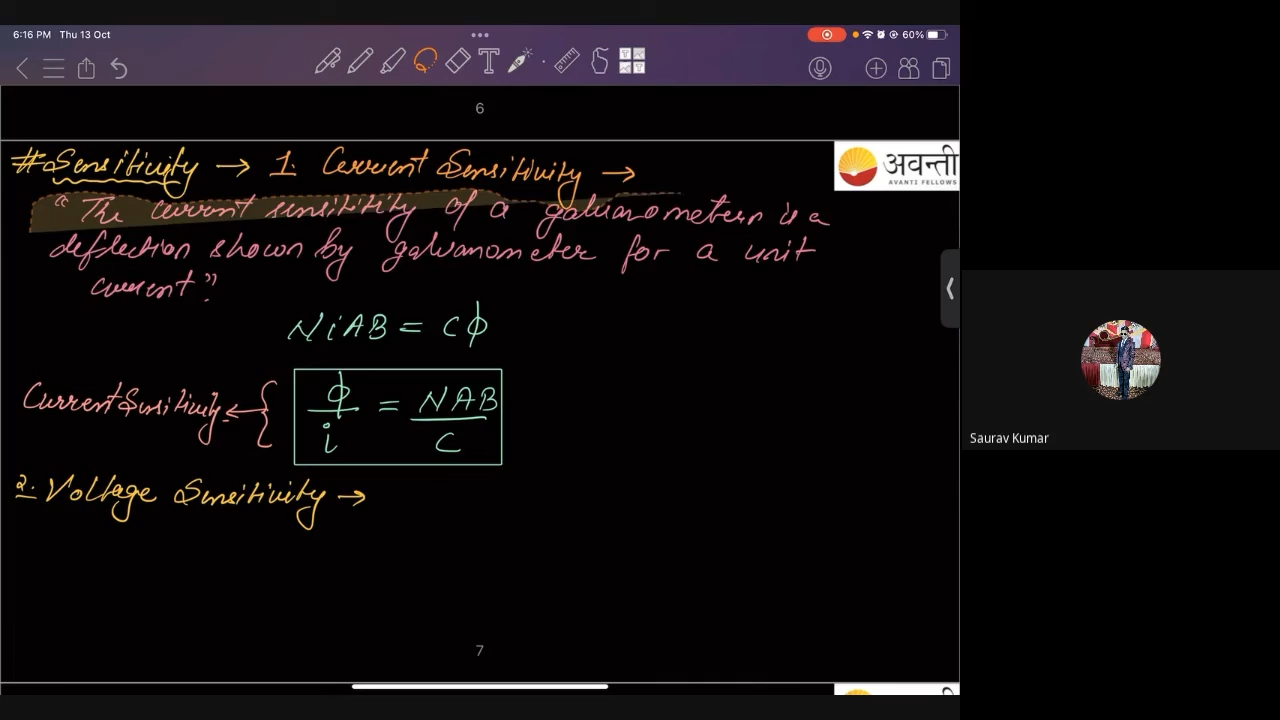 6:16 PM Thu 13 Oct
60%
6
# Sensitivity → 1. Current Sensitivity →
अवन्ती
AVANTI FELLOWS
"The current sensitivity of a galvanometer is a
deflection shown by galvanometer for a unit
current".
NiAB = Cϕ
Current Sensitivity ← { ϕ/i = NAB/C
2. Voltage Sensitivity →
7
Saurav Kumar